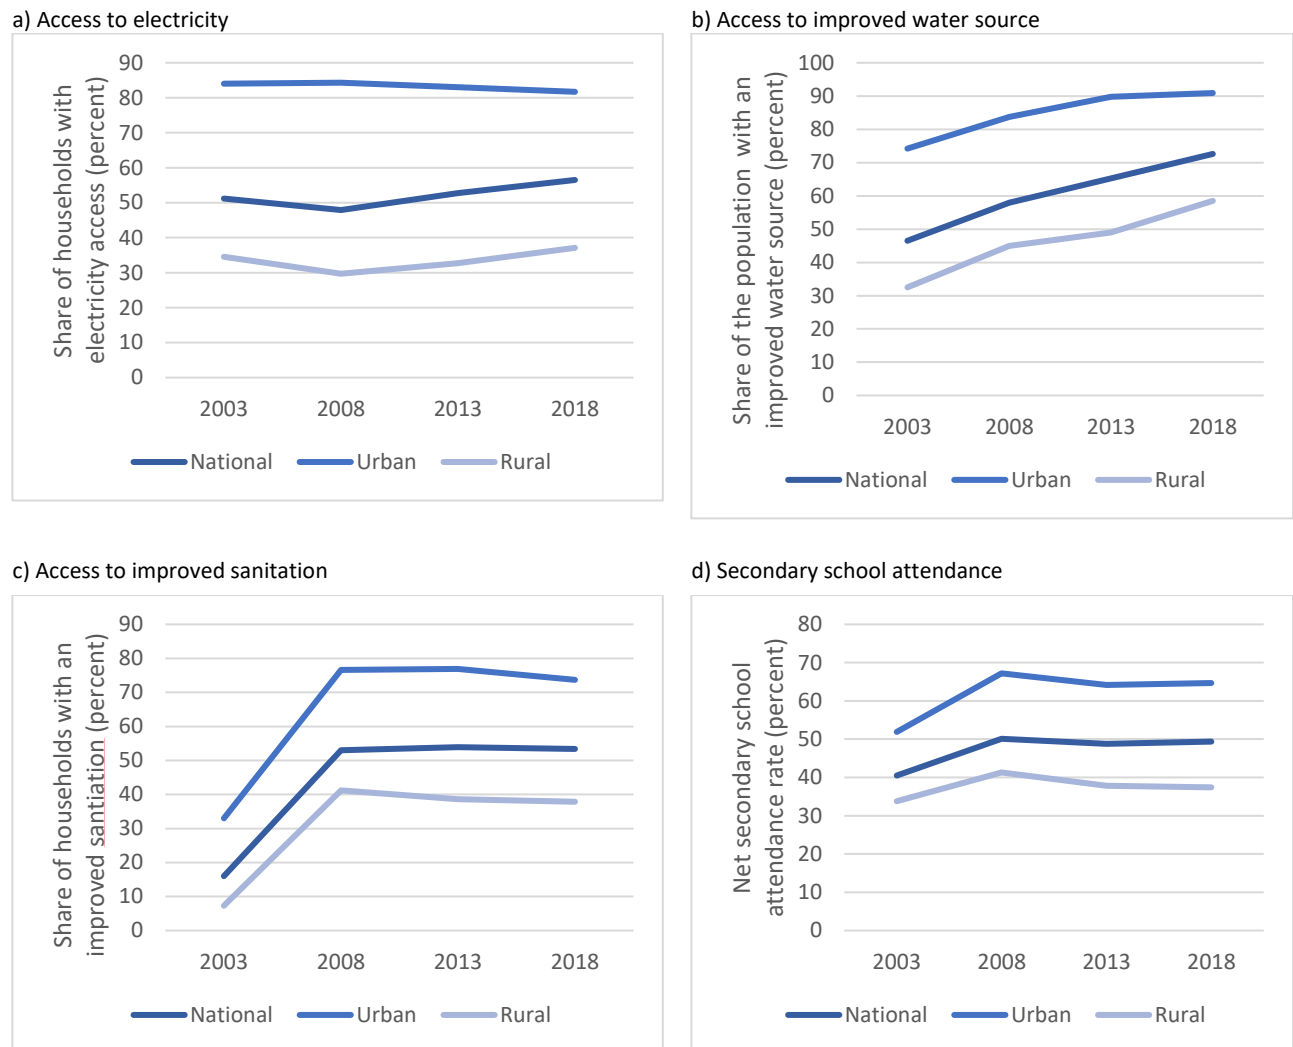 a) Access to electricity
Share of households with
electricity access (percent)
90
80
70
60
50
40
30
20
10
0
2003 2008 2013 2018
National Urban Rural
b) Access to improved water source
Share of the population with an
improved water source (percent)
100
90
80
70
60
50
40
30
20
10
0
2003 2008 2013 2018
National Urban Rural
c) Access to improved sanitation
Share of households with an
improved santiation (percent)
90
80
70
60
50
40
30
20
10
0
2003 2008 2013 2018
National Urban Rural
d) Secondary school attendance
Net secondary school
attendance rate (percent)
80
70
60
50
40
30
20
10
0
2003 2008 2013 2018
National Urban Rural